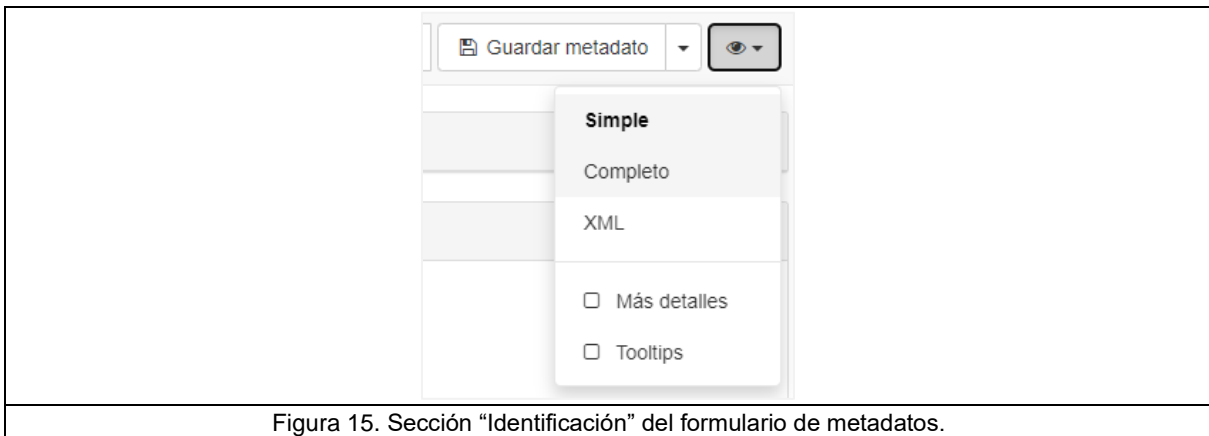 Guardar metadato
Simple
Completo
XML
Más detalles
Tooltips
Figura 15. Sección “Identificación” del formulario de metadatos.